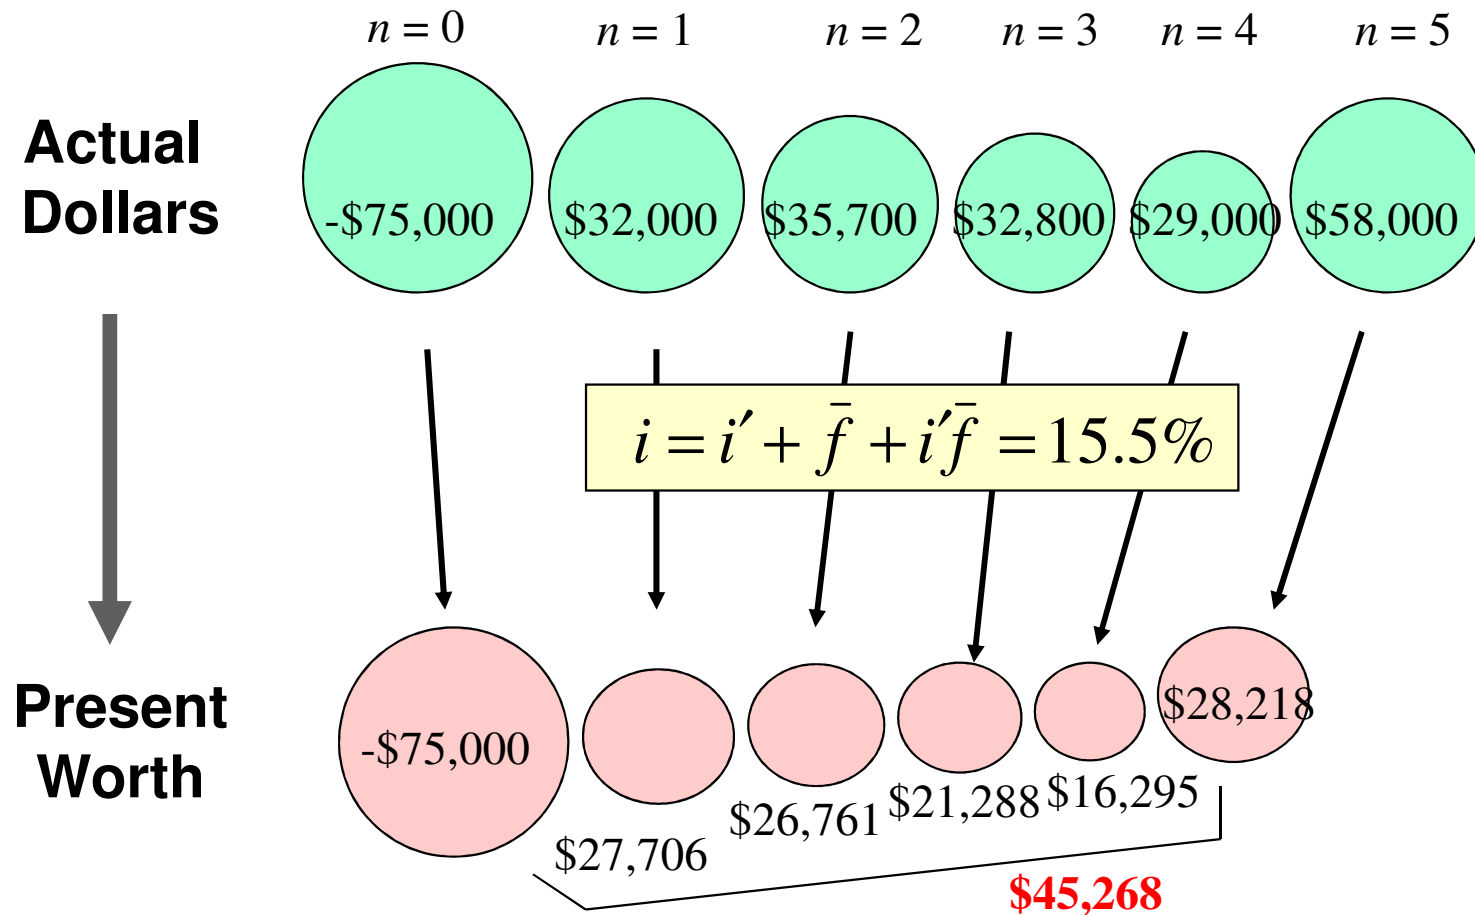 n = 0 n = 1 n = 2 n = 3 n = 4 n = 5
Actual
Dollars
-$75,000 $32,000 $35,700 $32,800 $29,000 $58,000
i = i′ + f̄ + i′f̄ = 15.5%
Present
Worth
-$75,000 $28,218
$27,706 $26,761 $21,288 $16,295
$45,268